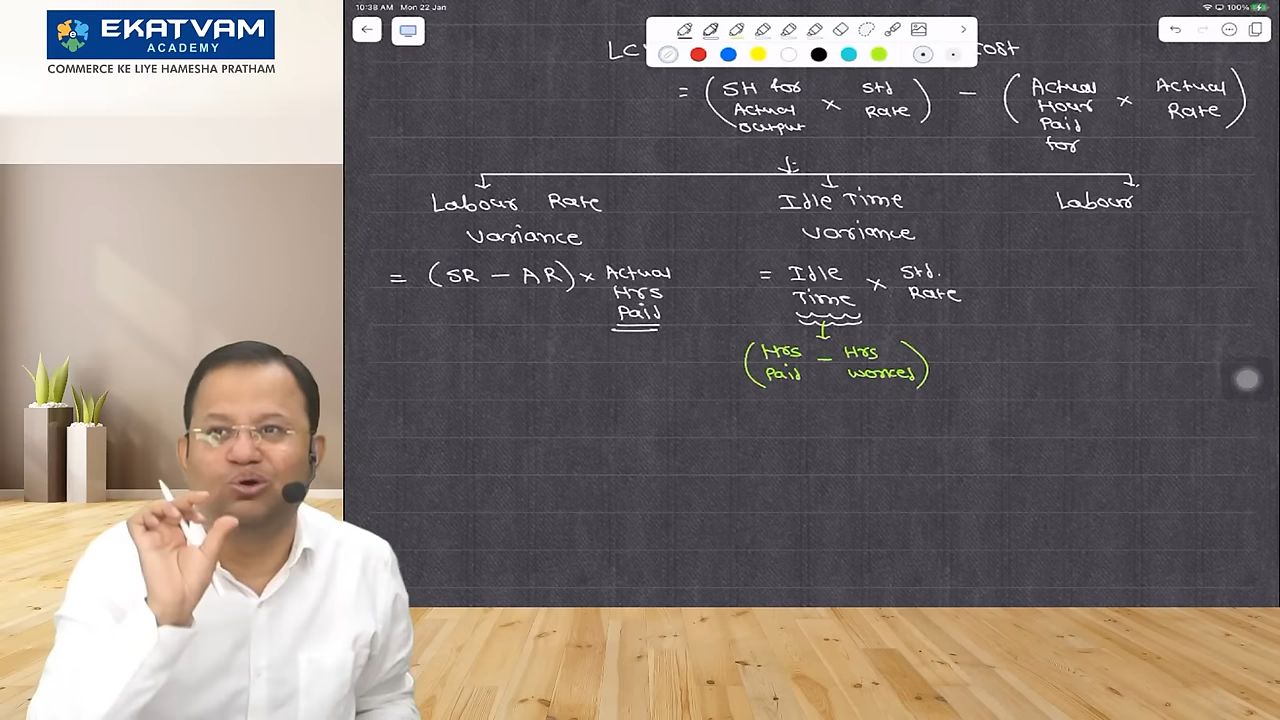 10:38 AM Mon 22 Jan
100%
EKATVAM
ACADEMY
COMMERCE KE LIYE HAMESHA PRATHAM
= (SH for Actual output × Std Rate) - (Actual Hour Paid for × Actual Rate)
Labour Rate variance
Idle Time variance
Labour
= (SR - AR) × Actual Hrs Paid
= Idle Time × Std. Rate
(Hrs Paid - Hrs worked)